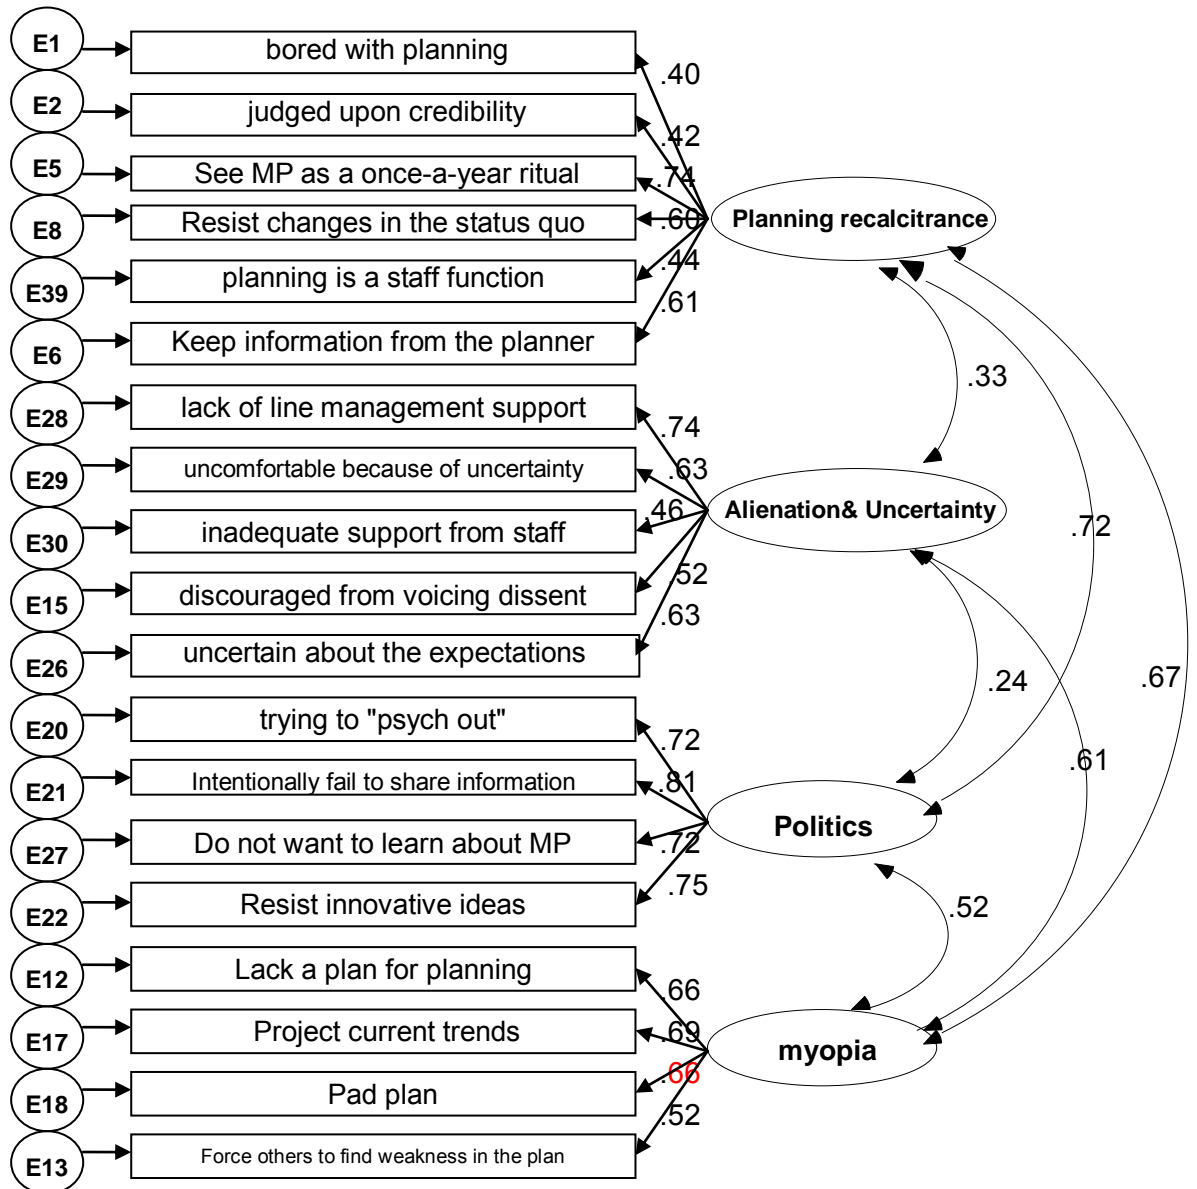 E1
bored with planning
.40
E2
judged upon credibility
.42
E5
See MP as a once-a-year ritual
.74
E8
Resist changes in the status quo
.60
Planning recalcitrance
E39
planning is a staff function
.44
E6
Keep information from the planner
.61
.33
E28
lack of line management support
.74
E29
uncomfortable because of uncertainty
.63
E30
inadequate support from staff
.46
Alienation& Uncertainty
.72
E15
discouraged from voicing dissent
.52
E26
uncertain about the expectations
.63
.24
.67
E20
trying to "psych out"
.72
.61
E21
Intentionally fail to share information
.81
Politics
E27
Do not want to learn about MP
.72
E22
Resist innovative ideas
.75
.52
E12
Lack a plan for planning
.66
E17
Project current trends
.69
myopia
E18
Pad plan
.66
E13
Force others to find weakness in the plan
.52